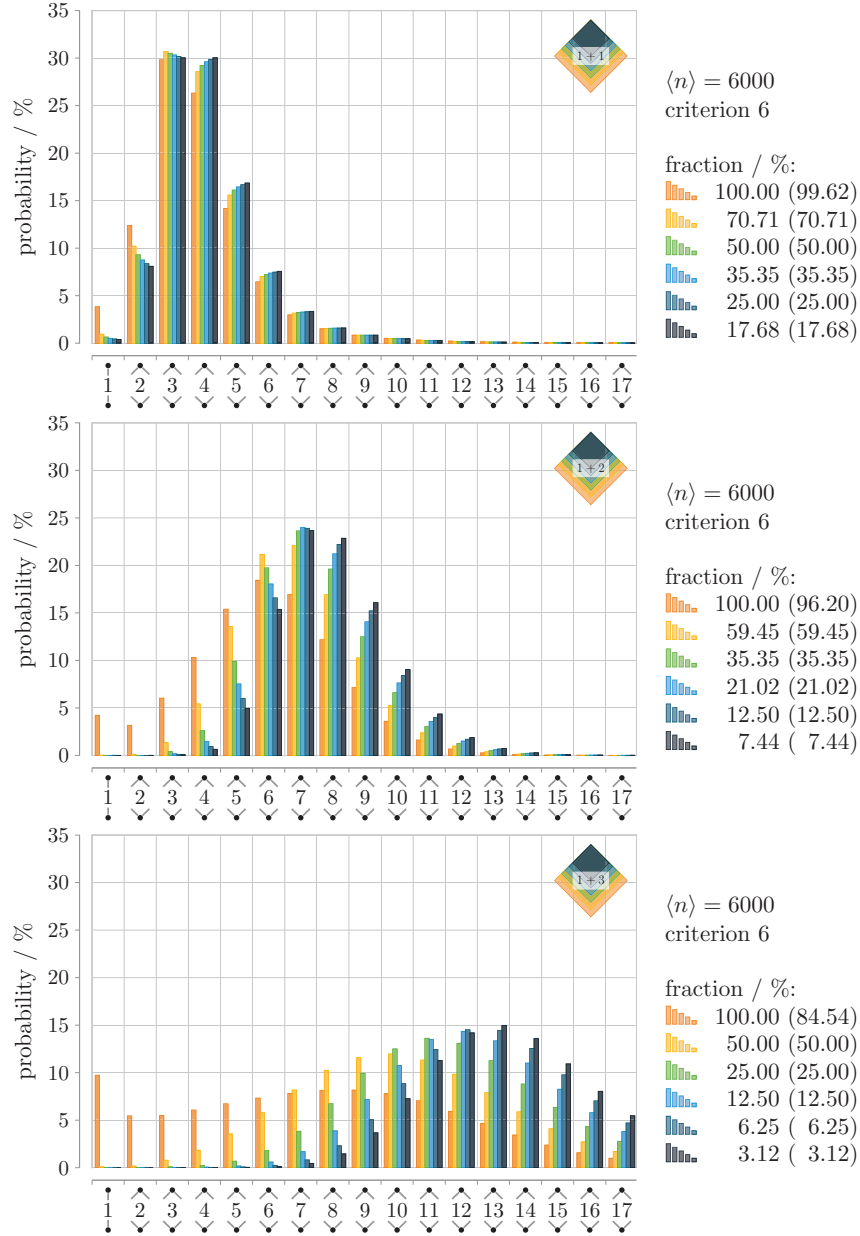 35
30
25
20
15
10
5
0
probability / %
1 + 1
⟨n⟩ = 6000
criterion 6
fraction / %:
100.00 (99.62)
70.71 (70.71)
50.00 (50.00)
35.35 (35.35)
25.00 (25.00)
17.68 (17.68)
1 2 3 4 5 6 7 8 9 10 11 12 13 14 15 16 17
35
30
25
20
15
10
5
0
probability / %
1 + 2
⟨n⟩ = 6000
criterion 6
fraction / %:
100.00 (96.20)
59.45 (59.45)
35.35 (35.35)
21.02 (21.02)
12.50 (12.50)
7.44 ( 7.44)
1 2 3 4 5 6 7 8 9 10 11 12 13 14 15 16 17
35
30
25
20
15
10
5
0
probability / %
1 + 3
⟨n⟩ = 6000
criterion 6
fraction / %:
100.00 (84.54)
50.00 (50.00)
25.00 (25.00)
12.50 (12.50)
6.25 ( 6.25)
3.12 ( 3.12)
1 2 3 4 5 6 7 8 9 10 11 12 13 14 15 16 17